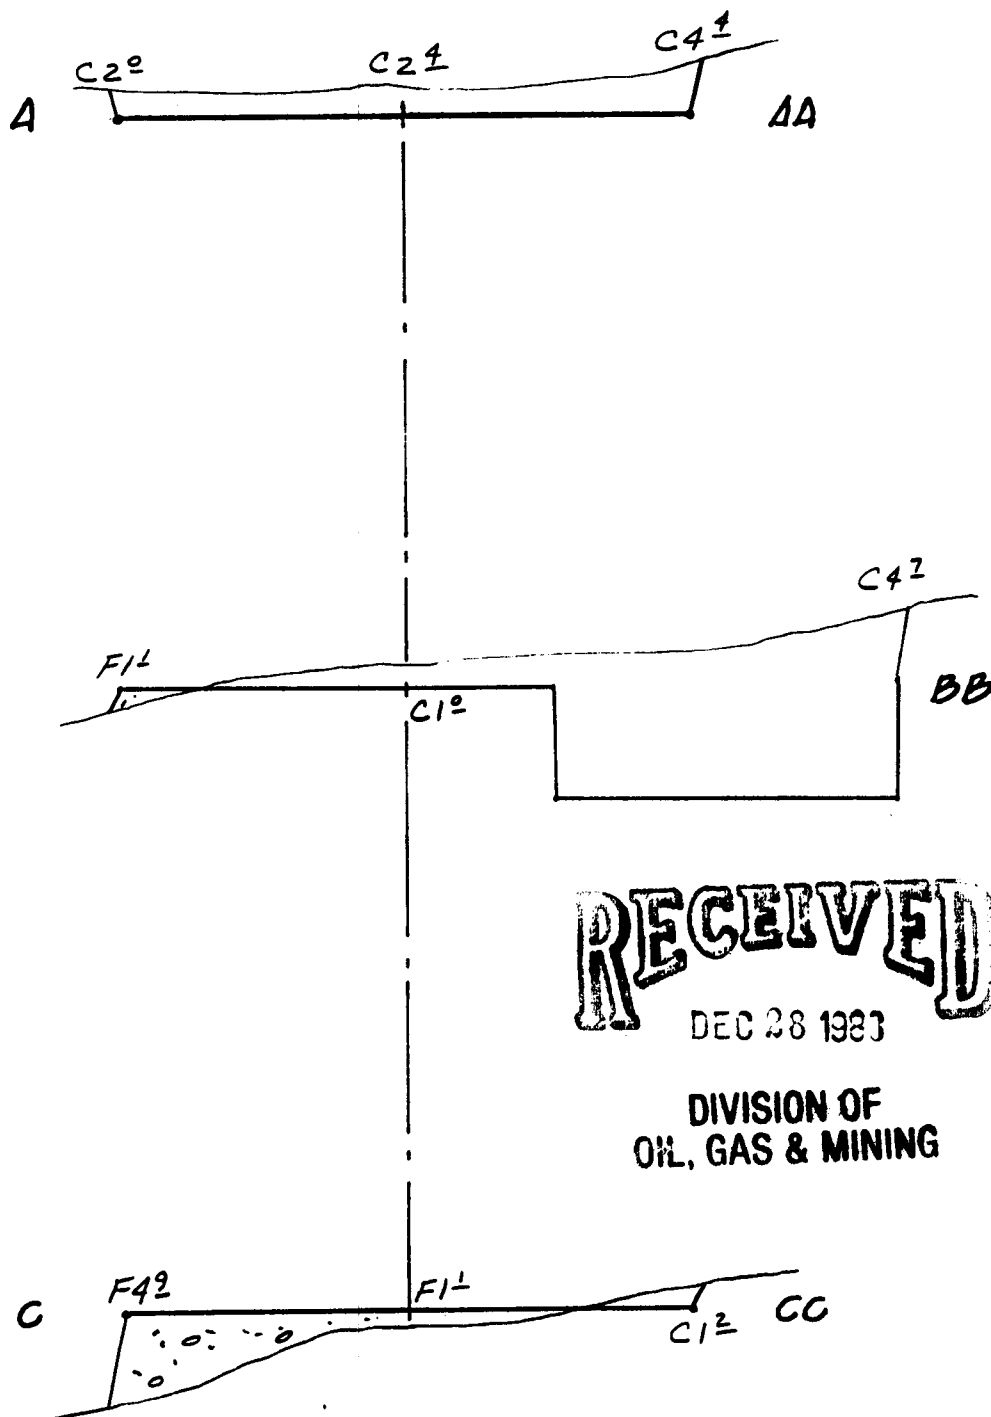 C2⁰ C2⁴ C4⁴
A AA
C4⁷
F1¹
BB
C1⁰
RECEIVED
DEC 28 1983
DIVISION OF
OIL, GAS & MINING
F4⁹ F1¹
C CC
C1²